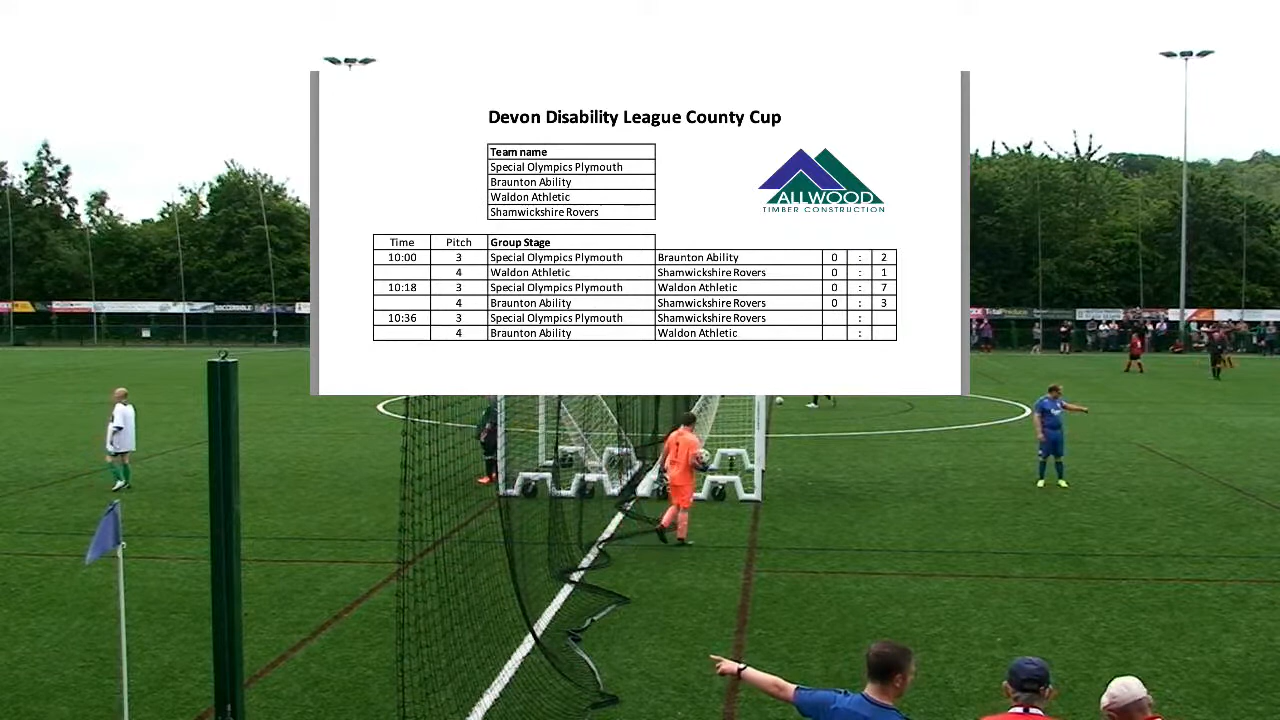 Devon Disability League County Cup
Team name
Special Olympics Plymouth
Braunton Ability
Waldon Athletic
Shamwickshire Rovers
ALLWOOD
TIMBER CONSTRUCTION
Time Pitch Group Stage
10:00 3 Special Olympics Plymouth Braunton Ability 0 : 2
4 Waldon Athletic Shamwickshire Rovers 0 : 1
10:18 3 Special Olympics Plymouth Waldon Athletic 0 : 7
4 Braunton Ability Shamwickshire Rovers 0 : 3
10:36 3 Special Olympics Plymouth Shamwickshire Rovers :
4 Braunton Ability Waldon Athletic :
1